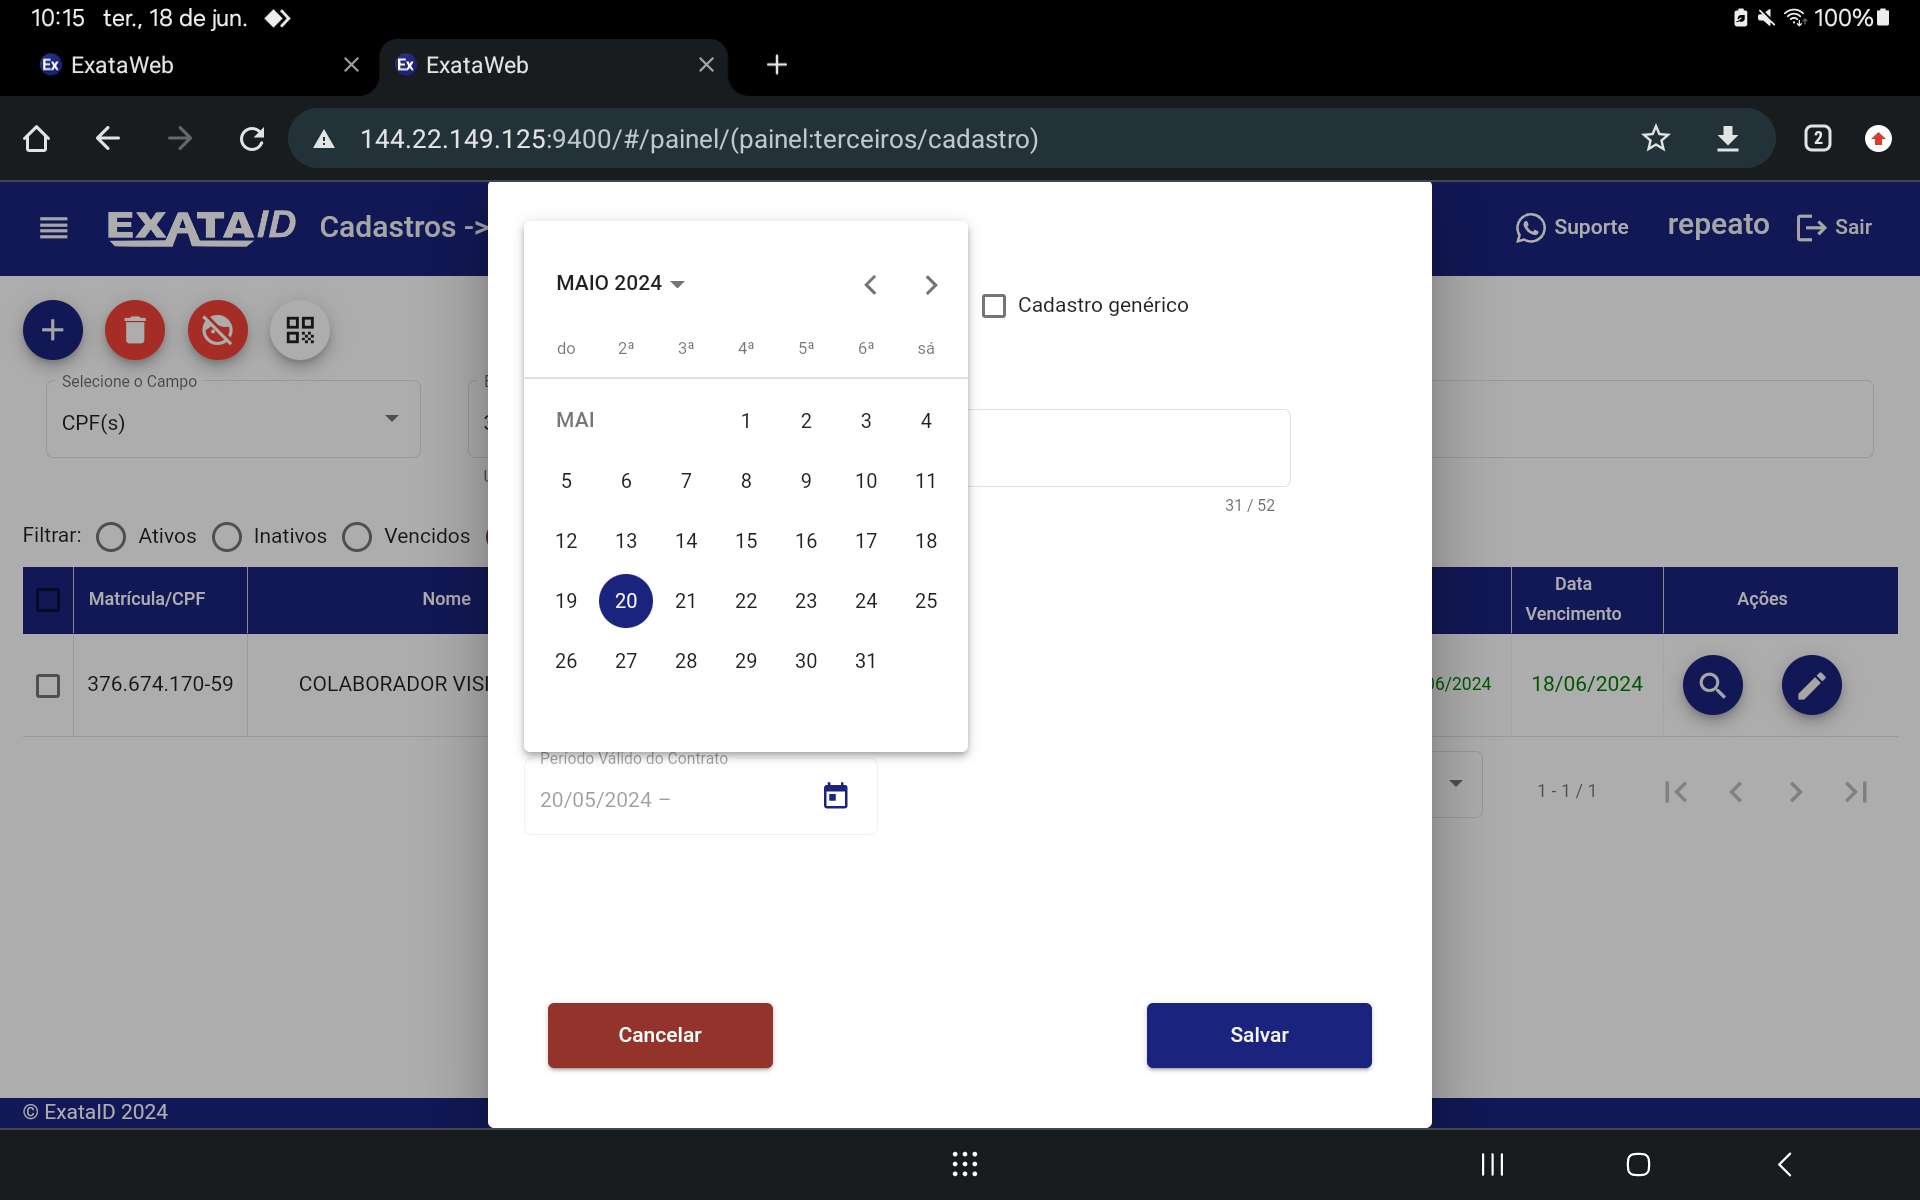 10:15 ter., 18 de jun.
100%
Ex ExataWeb
Ex ExataWeb
144.22.149.125:9400/#/painel/(painel:terceiros/cadastro)
2
EXATAID Cadastros ->
Suporte
repeato
Sair
MAIO 2024
Cadastro genérico
do 2ª 3ª 4ª 5ª 6ª sá
Selecione o Campo
CPF(s)
MAI 1 2 3 4
5 6 7 8 9 10 11
12 13 14 15 16 17 18
19 20 21 22 23 24 25
26 27 28 29 30 31
31 / 52
Filtrar: Ativos Inativos Vencidos
Matrícula/CPF
Nome
Data
Vencimento
Ações
376.674.170-59
COLABORADOR
06/2024
18/06/2024
Período Válido do Contrato
20/05/2024 –
1 - 1 / 1
Cancelar
Salvar
© ExataID 2024